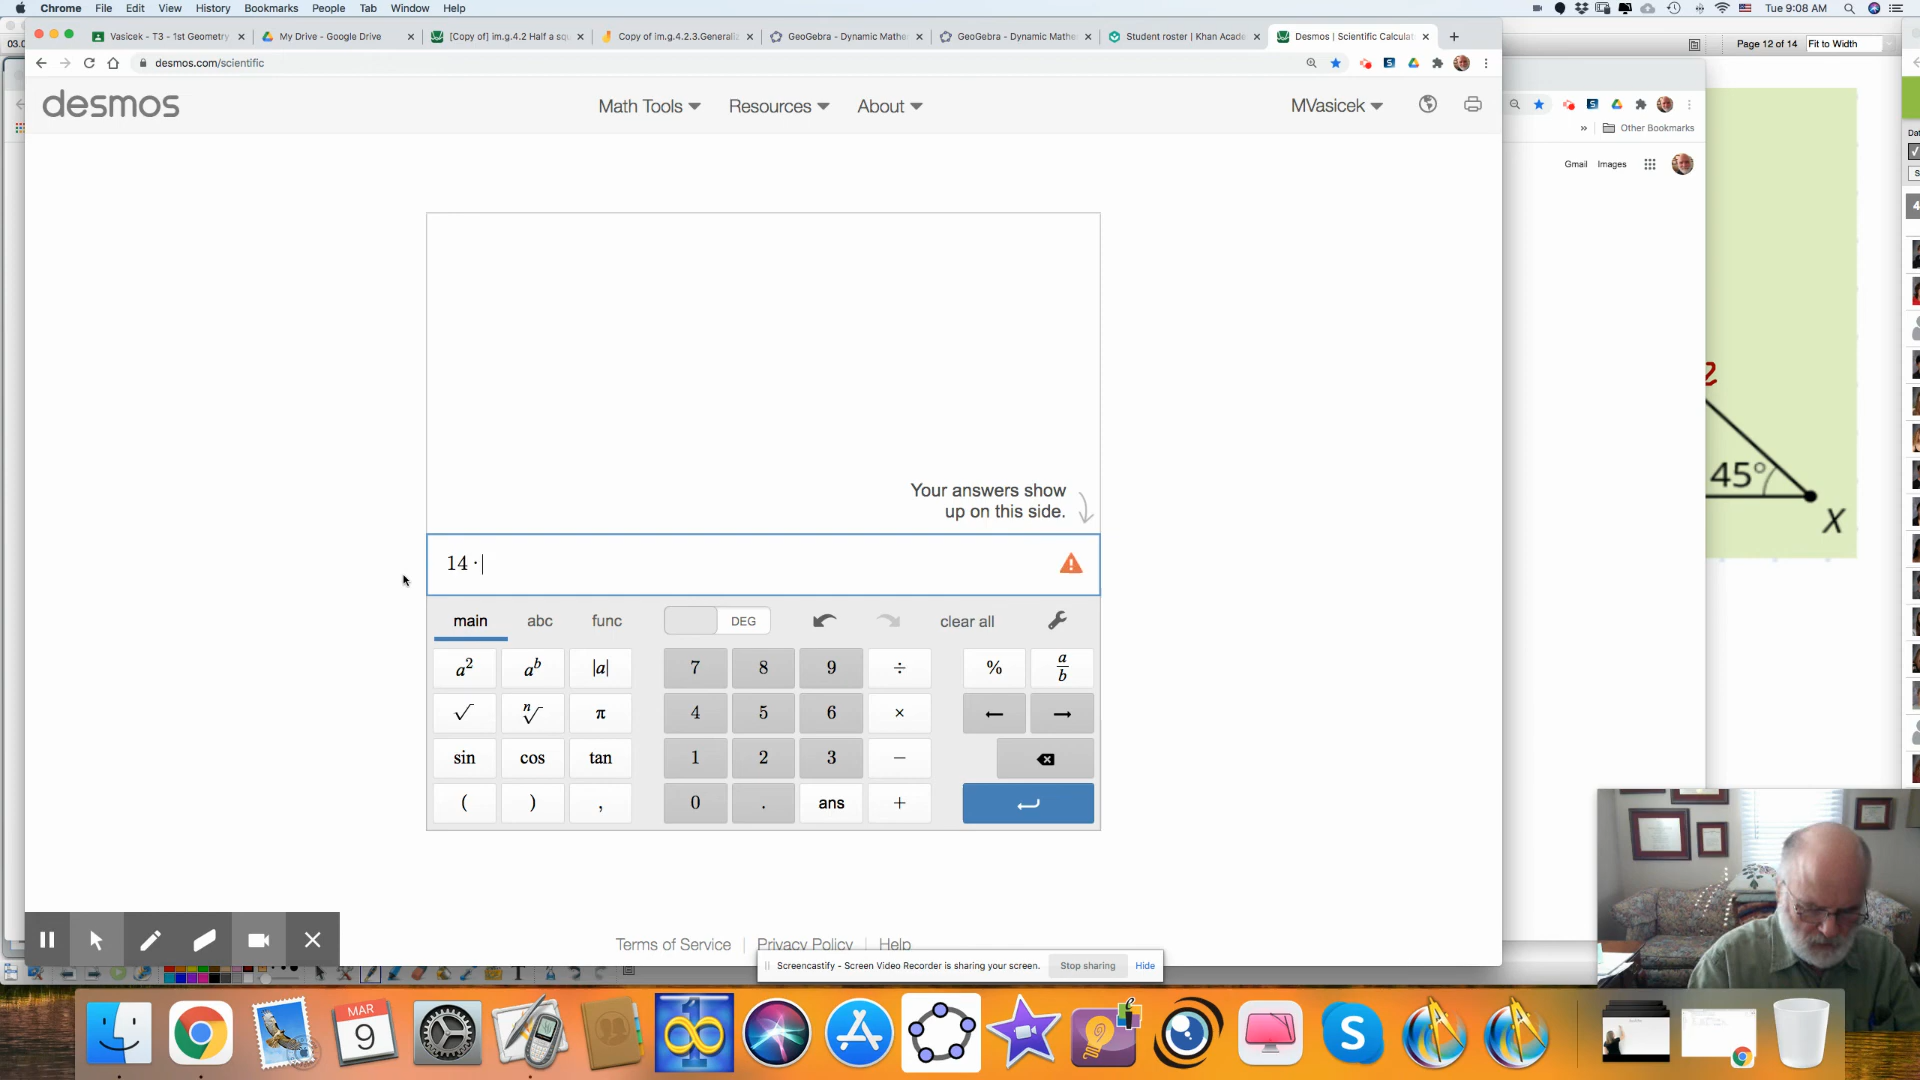 Chrome File Edit View History Bookmarks People Tab Window Help
Tue 9:08 AM
Vasicek - T3 - 1st Geometry
My Drive - Google Drive
[Copy of] im.g.4.2 Half a squ
Copy of im.g.4.2.3.Generaliz
GeoGebra - Dynamic Mathe
GeoGebra - Dynamic Mathe
Student roster | Khan Acade
Desmos | Scientific Calculat
Page 12 of 14
Fit to Width
desmos.com/scientific
desmos
Math Tools
Resources
About
MVasicek
» Other Bookmarks
Gmail Images
Your answers show
up on this side.
14 ·
45°
X
main abc func DEG clear all
a² aᵇ |a| 7 8 9 ÷ % a/b
√ ⁿ√ π 4 5 6 × ← →
sin cos tan 1 2 3 −
( ) , 0 . ans +
Terms of Service | Privacy Policy | Help
Screencastify - Screen Video Recorder is sharing your screen. Stop sharing Hide
MAR
9